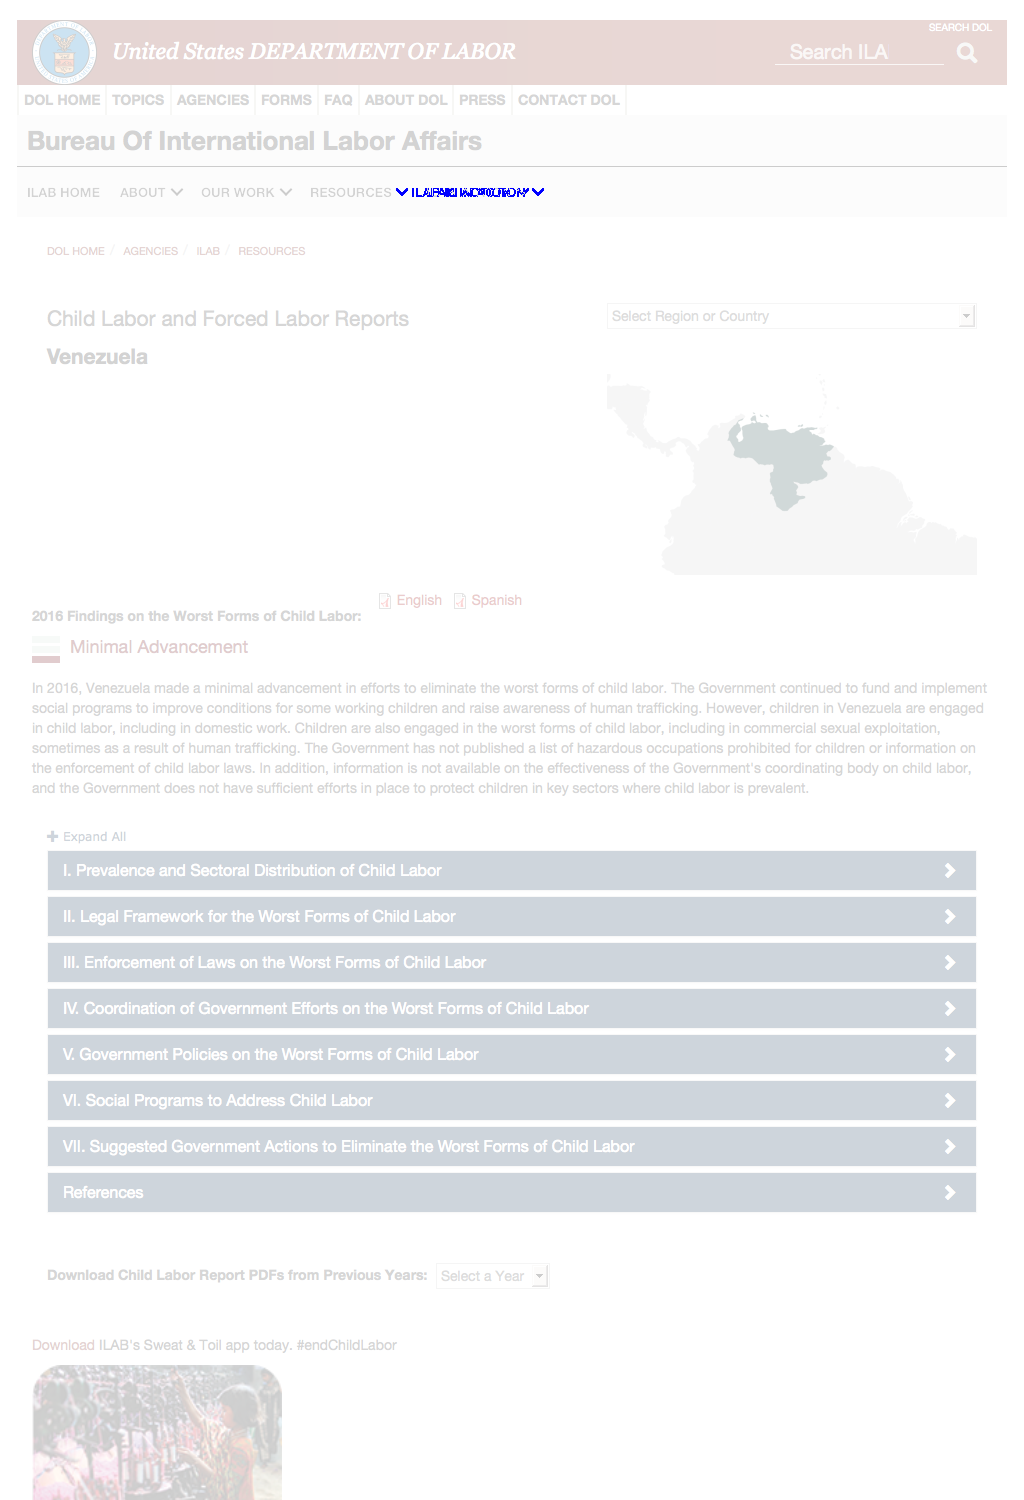 SEARCH DOL
United States DEPARTMENT OF LABOR
Search ILA
DOL HOME TOPICS AGENCIES FORMS FAQ ABOUT DOL PRESS CONTACT DOL
Bureau Of International Labor Affairs
ILAB HOME ABOUT OUR WORK RESOURCES
DOL HOME / AGENCIES / ILAB / RESOURCES
Child Labor and Forced Labor Reports
Select Region or Country
Venezuela
2016 Findings on the Worst Forms of Child Labor: English Spanish
Minimal Advancement
In 2016, Venezuela made a minimal advancement in efforts to eliminate the worst forms of child labor. The Government continued to fund and implement
social programs to improve conditions for some working children and raise awareness of human trafficking. However, children in Venezuela are engaged
in child labor, including in domestic work. Children are also engaged in the worst forms of child labor, including in commercial sexual exploitation,
sometimes as a result of human trafficking. The Government has not published a list of hazardous occupations prohibited for children or information on
the enforcement of child labor laws. In addition, information is not available on the effectiveness of the Government's coordinating body on child labor,
and the Government does not have sufficient efforts in place to protect children in key sectors where child labor is prevalent.
Expand All
I. Prevalence and Sectoral Distribution of Child Labor
II. Legal Framework for the Worst Forms of Child Labor
III. Enforcement of Laws on the Worst Forms of Child Labor
IV. Coordination of Government Efforts on the Worst Forms of Child Labor
V. Government Policies on the Worst Forms of Child Labor
VI. Social Programs to Address Child Labor
VII. Suggested Government Actions to Eliminate the Worst Forms of Child Labor
References
Download Child Labor Report PDFs from Previous Years: Select a Year
Download ILAB's Sweat & Toil app today. #endChildLabor